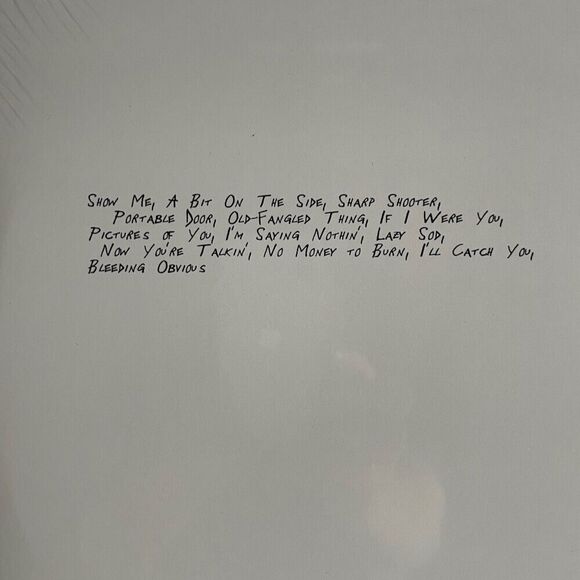 Show Me, A Bit On The Side, Sharp Shooter,
Portable Door, Old-Fangled Thing, If I Were You,
Pictures of You, I'm Saying Nothin', Lazy Sod,
Now You're Talkin', No Money to Burn, I'll Catch You,
Bleeding Obvious